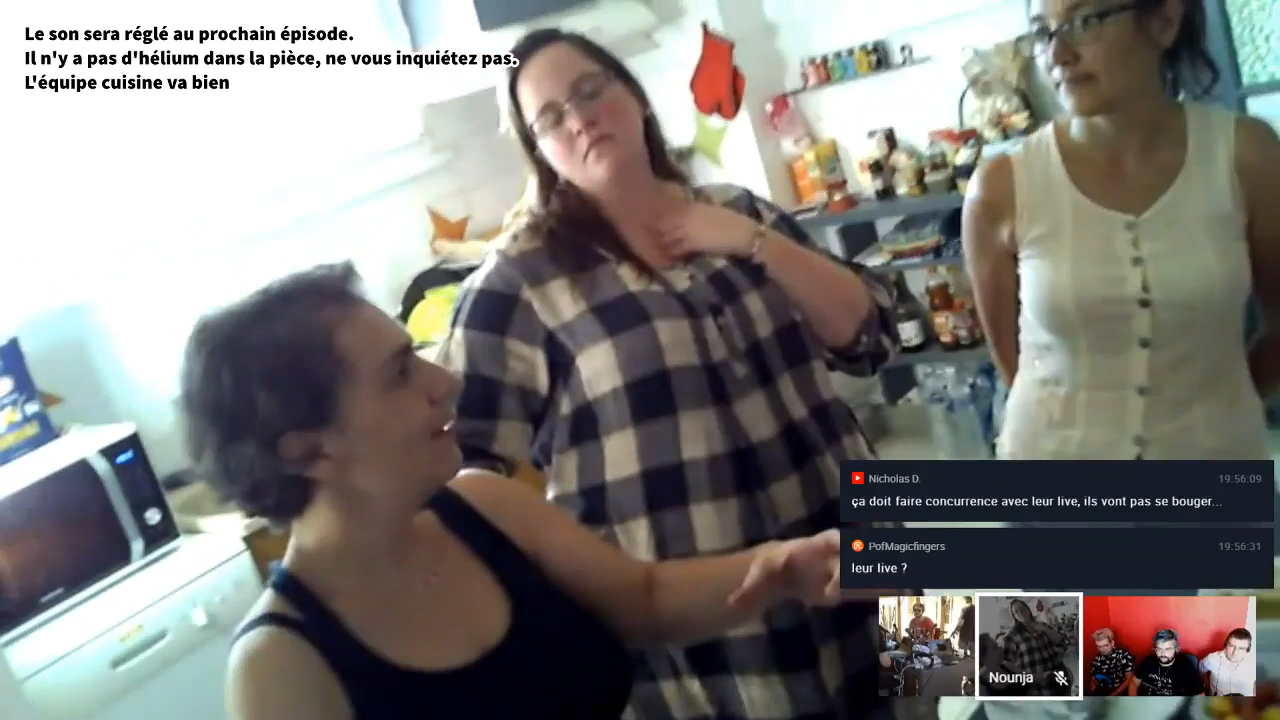 Le son sera réglé au prochain épisode.
Il n'y a pas d'hélium dans la pièce, ne vous inquiétez pas.
L'équipe cuisine va bien
Nicholas D.
19:56:09
ça doit faire concurrence avec leur live, ils vont pas se bouger...
PofMagicfingers
19:56:31
leur live ?
Nounja